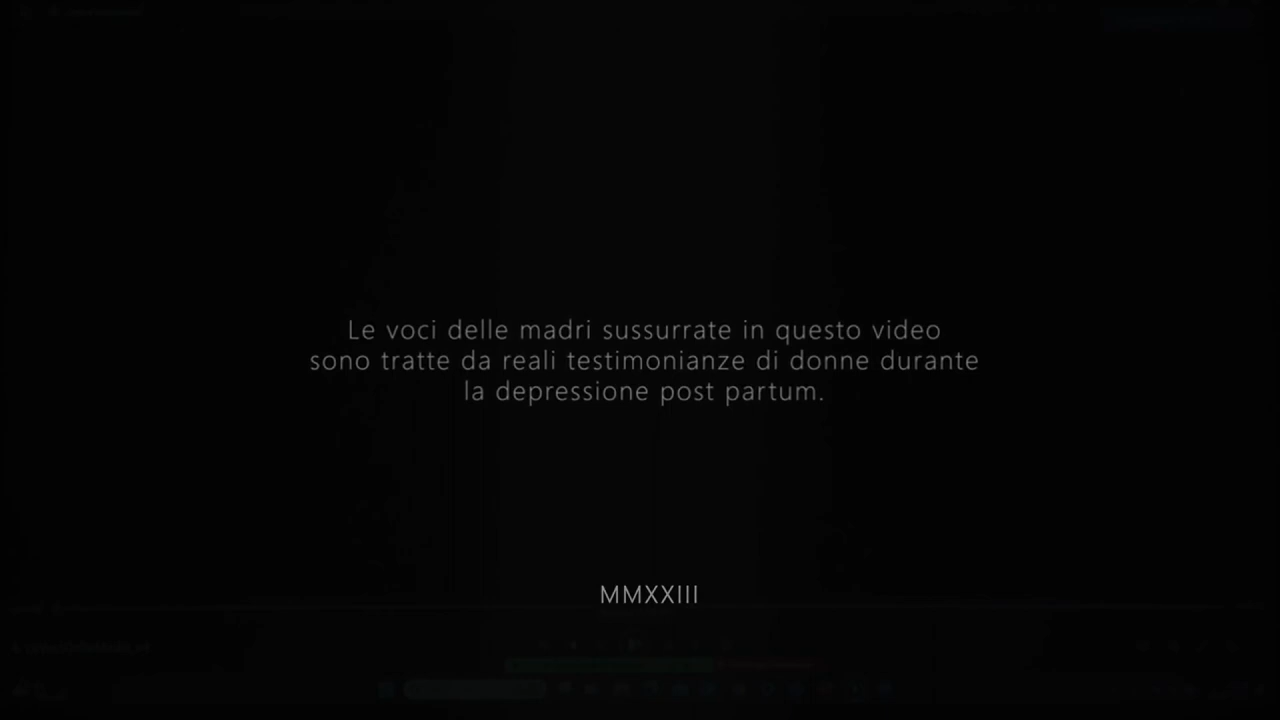 Le voci delle madri sussurrate in questo video
sono tratte da reali testimonianze di donne durante
la depressione post partum.
MMXXIII